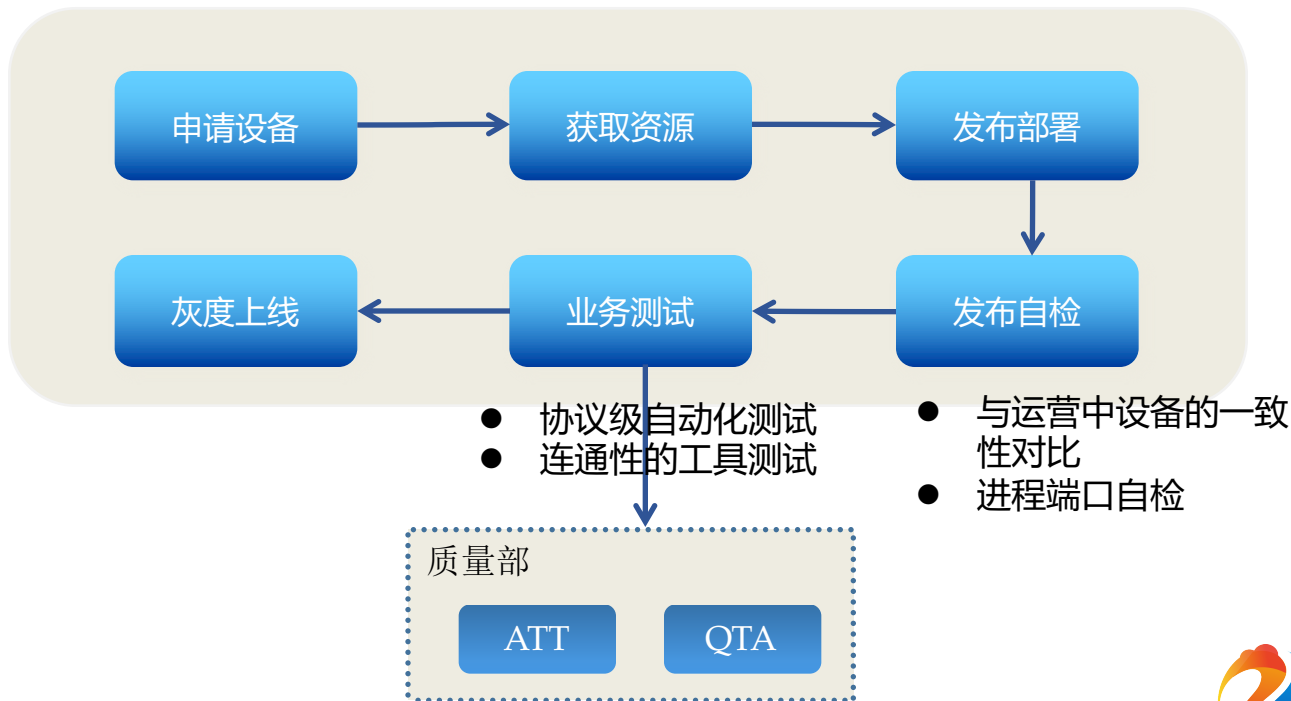 申请设备
获取资源
发布部署
灰度上线
业务测试
发布自检
● 协议级自动化测试
● 连通性的工具测试
● 与运营中设备的一致
性对比
● 进程端口自检
质量部
ATT
QTA